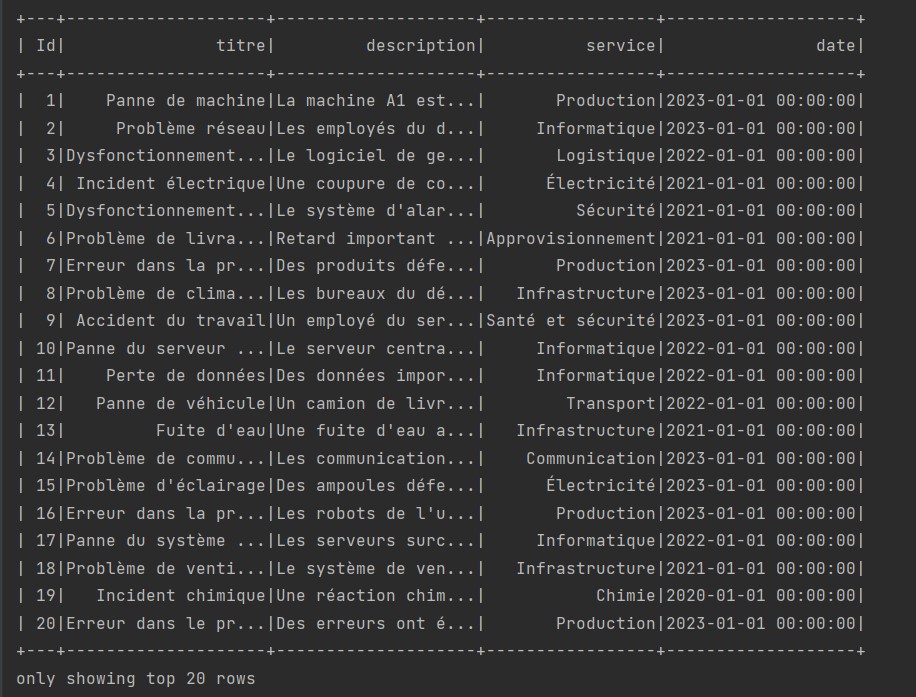 +---+--------------------+--------------------+-----------------+-------------------+
| Id|               titre|         description|          service|               date|
+---+--------------------+--------------------+-----------------+-------------------+
|  1|    Panne de machine|La machine A1 est...|       Production|2023-01-01 00:00:00|
|  2|     Problème réseau|Les employés du d...|     Informatique|2023-01-01 00:00:00|
|  3|Dysfonctionnement...|Le logiciel de ge...|       Logistique|2022-01-01 00:00:00|
|  4| Incident électrique|Une coupure de co...|      Électricité|2021-01-01 00:00:00|
|  5|Dysfonctionnement...|Le système d'alar...|         Sécurité|2021-01-01 00:00:00|
|  6|Problème de livra...|Retard important ...|Approvisionnement|2021-01-01 00:00:00|
|  7|Erreur dans la pr...|Des produits défe...|       Production|2023-01-01 00:00:00|
|  8|Problème de clima...|Les bureaux du dé...|   Infrastructure|2023-01-01 00:00:00|
|  9| Accident du travail|Un employé du ser...|Santé et sécurité|2023-01-01 00:00:00|
| 10|Panne du serveur ...|Le serveur centra...|     Informatique|2022-01-01 00:00:00|
| 11|    Perte de données|Des données impor...|     Informatique|2022-01-01 00:00:00|
| 12|   Panne de véhicule|Un camion de livr...|        Transport|2022-01-01 00:00:00|
| 13|         Fuite d'eau|Une fuite d'eau a...|   Infrastructure|2021-01-01 00:00:00|
| 14|Problème de commu...|Les communication...|    Communication|2023-01-01 00:00:00|
| 15|Problème d'éclairage|Des ampoules défe...|      Électricité|2023-01-01 00:00:00|
| 16|Erreur dans la pr...|Les robots de l'u...|       Production|2023-01-01 00:00:00|
| 17|Panne du système ...|Les serveurs surc...|     Informatique|2022-01-01 00:00:00|
| 18|Problème de venti...|Le système de ven...|   Infrastructure|2021-01-01 00:00:00|
| 19|   Incident chimique|Une réaction chim...|           Chimie|2020-01-01 00:00:00|
| 20|Erreur dans le pr...|Des erreurs ont é...|       Production|2023-01-01 00:00:00|
+---+--------------------+--------------------+-----------------+-------------------+
only showing top 20 rows